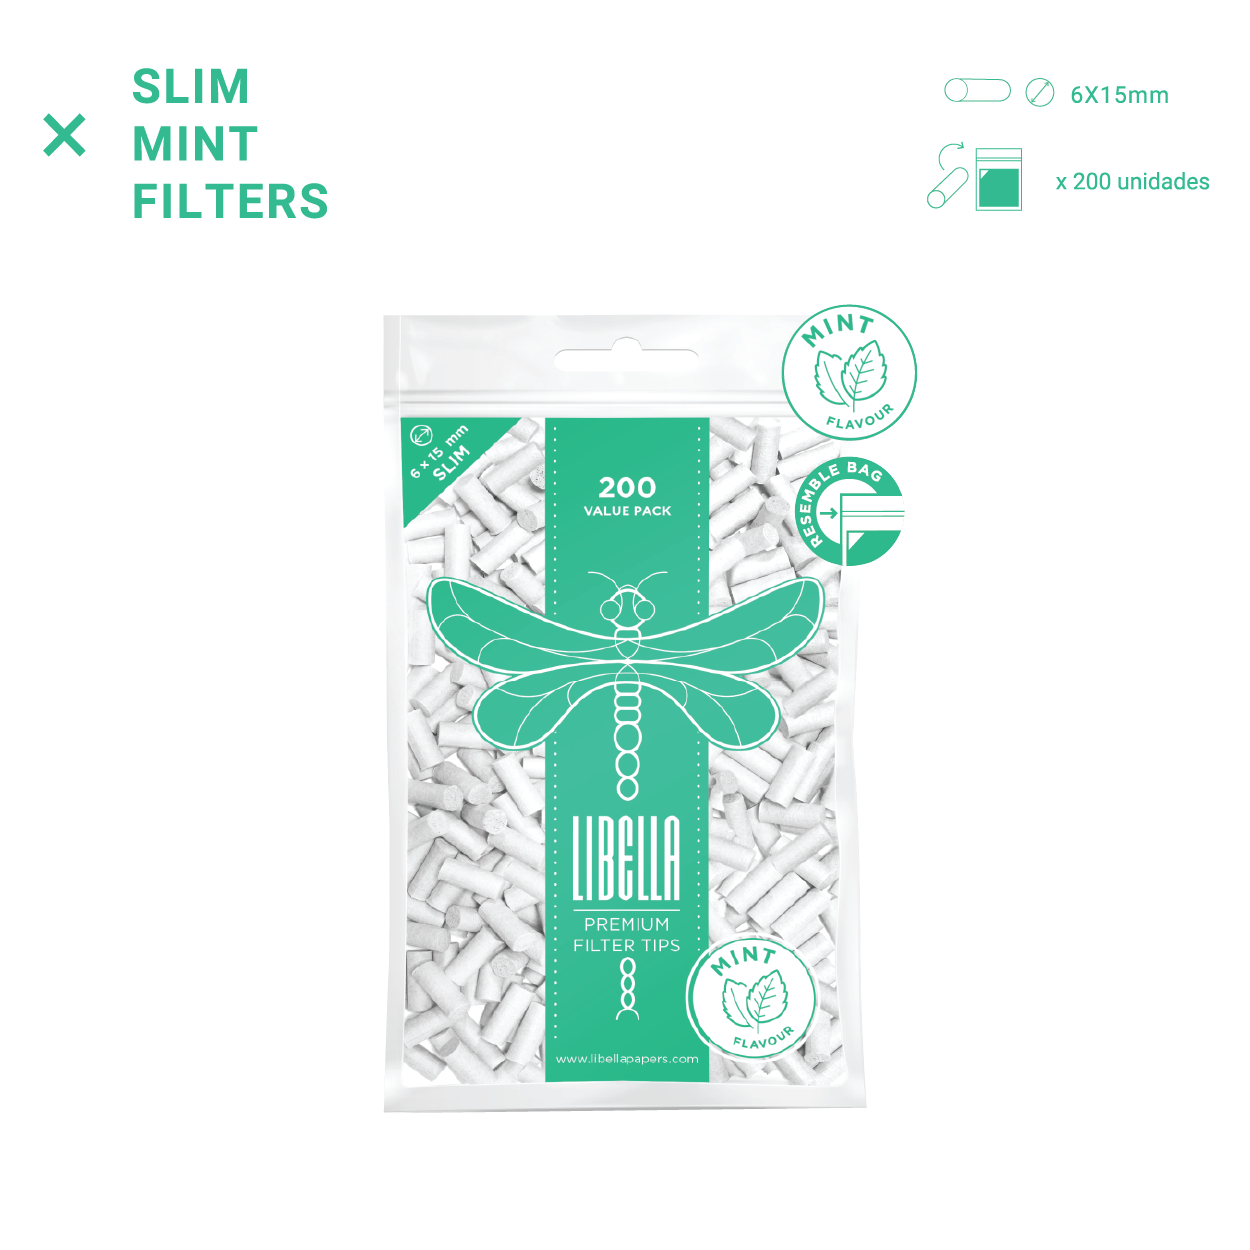 SLIM
MINT
FILTERS
6X15mm
x 200 unidades
MINT
FLAVOUR
6 x 15 mm
SLIM
RESEMBLE BAG
200
VALUE PACK
LIBELLA
PREMIUM
FILTER TIPS
MINT
FLAVOUR
www.libellapapers.com